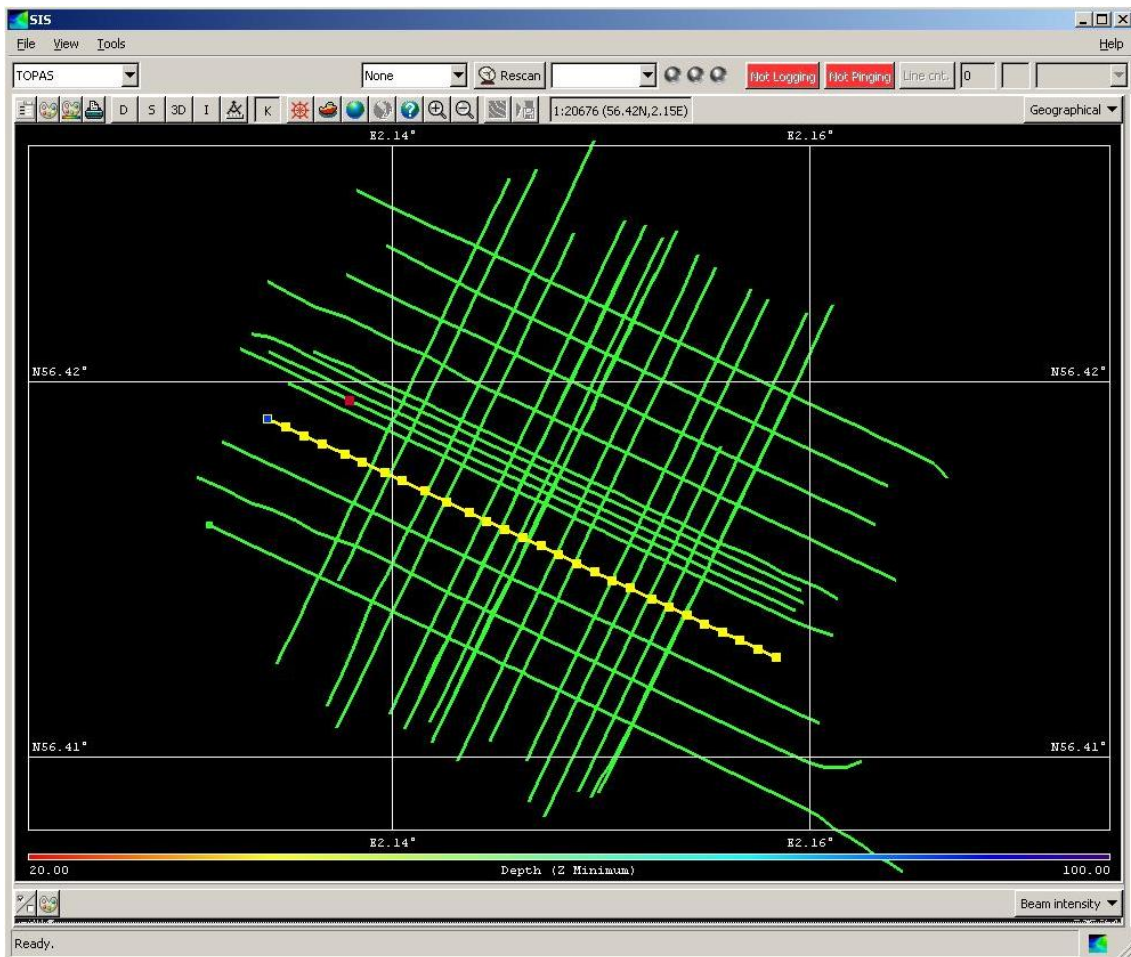 SIS
File View Tools Help
TOPAS None Rescan Not Logging Not Pinging Line cnt. 0
D S 3D I K 1:20676 (56.42N,2.15E) Geographical
E2.14° E2.16°
N56.42° N56.42°
N56.41° N56.41°
E2.14° E2.16°
20.00 Depth (Z Minimum) 100.00
Beam intensity
Ready.